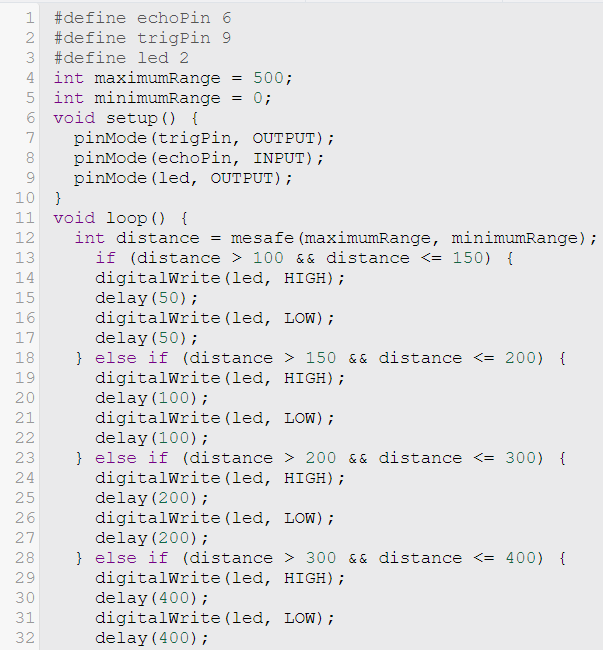 1 #define echoPin 6
2 #define trigPin 9
3 #define led 2
4 int maximumRange = 500;
5 int minimumRange = 0;
6 void setup() {
7   pinMode(trigPin, OUTPUT);
8   pinMode(echoPin, INPUT);
9   pinMode(led, OUTPUT);
10 }
11 void loop() {
12   int distance = mesafe(maximumRange, minimumRange);
13     if (distance > 100 && distance <= 150) {
14     digitalWrite(led, HIGH);
15     delay(50);
16     digitalWrite(led, LOW);
17     delay(50);
18   } else if (distance > 150 && distance <= 200) {
19     digitalWrite(led, HIGH);
20     delay(100);
21     digitalWrite(led, LOW);
22     delay(100);
23   } else if (distance > 200 && distance <= 300) {
24     digitalWrite(led, HIGH);
25     delay(200);
26     digitalWrite(led, LOW);
27     delay(200);
28   } else if (distance > 300 && distance <= 400) {
29     digitalWrite(led, HIGH);
30     delay(400);
31     digitalWrite(led, LOW);
32     delay(400);